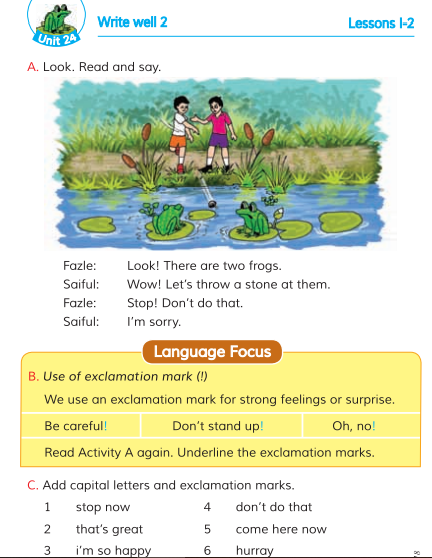 Write well 2
Lessons 1-2
Unit 24
A. Look. Read and say.
Fazle: Look! There are two frogs.
Saiful: Wow! Let's throw a stone at them.
Fazle: Stop! Don't do that.
Saiful: I'm sorry.
Language Focus
B. Use of exclamation mark (!)
We use an exclamation mark for strong feelings or surprise.
Be careful! Don't stand up! Oh, no!
Read Activity A again. Underline the exclamation marks.
C. Add capital letters and exclamation marks.
1 stop now 4 don't do that
2 that's great 5 come here now
3 i'm so happy 6 hurray